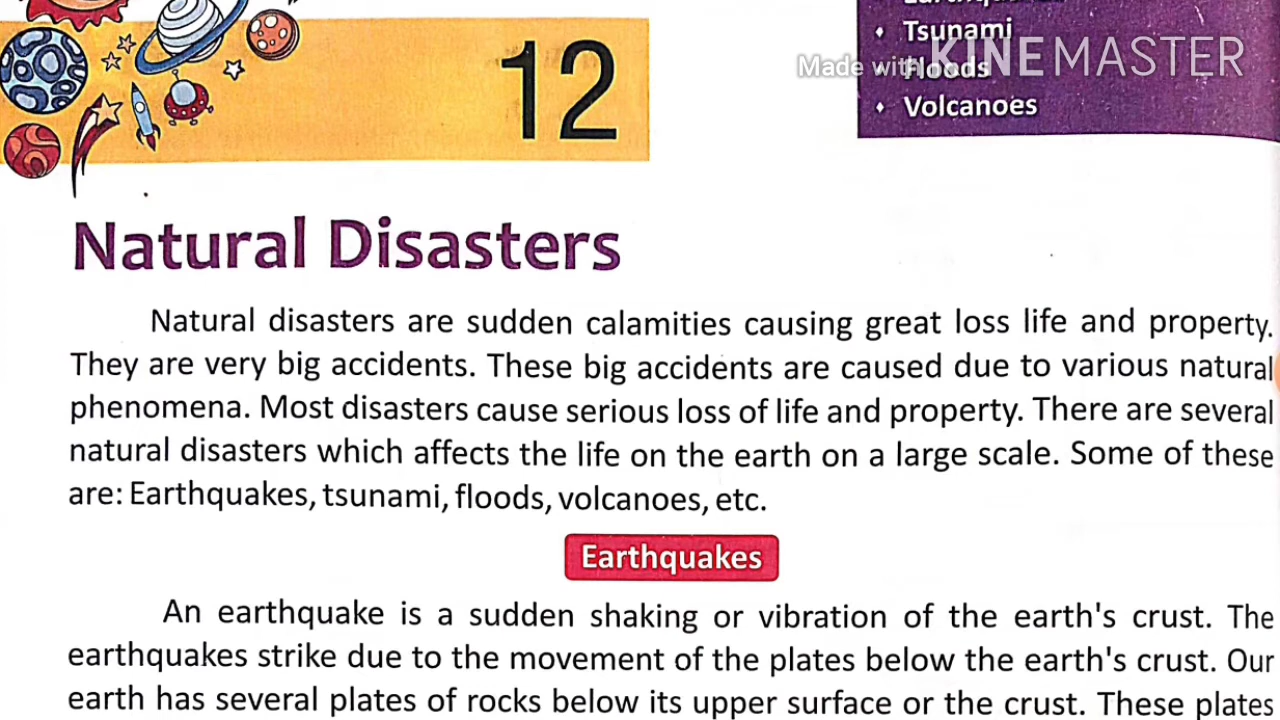 12
Tsunami
Made with KINEMASTER
Floods
Volcanoes
Natural Disasters
Natural disasters are sudden calamities causing great loss life and property.
They are very big accidents. These big accidents are caused due to various natural
phenomena. Most disasters cause serious loss of life and property. There are several
natural disasters which affects the life on the earth on a large scale. Some of these
are: Earthquakes, tsunami, floods, volcanoes, etc.
Earthquakes
An earthquake is a sudden shaking or vibration of the earth's crust. The
earthquakes strike due to the movement of the plates below the earth's crust. Our
earth has several plates of rocks below its upper surface or the crust. These plates